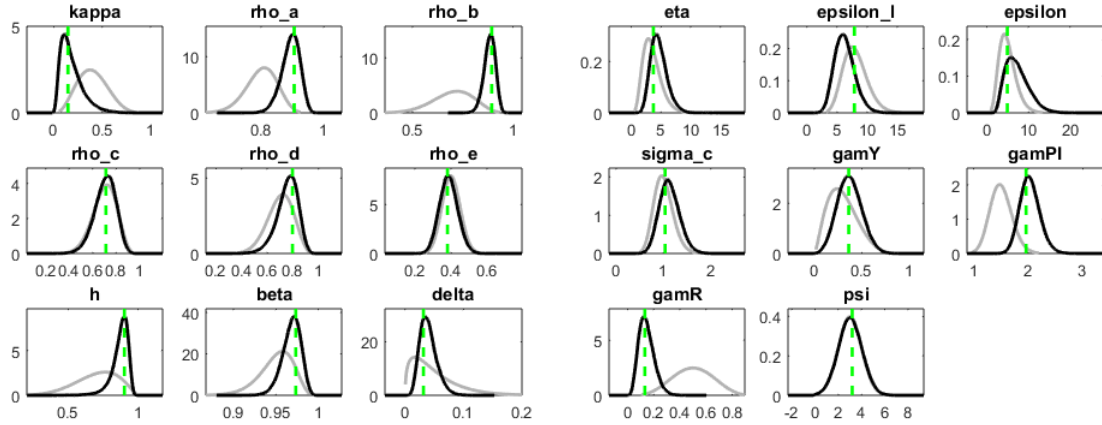 kappa rho_a rho_b eta epsilon_l epsilon
5 0 0 0.5 1
10 0 0.8 1
10 0 0.5 1
0.2 0 0 5 10 15
0.2 0.1 0 0 5 10 15
0.2 0.1 0 0 10 20
rho_c rho_d rho_e sigma_c gamY gamPI
4 2 0 0.2 0.4 0.6 0.8 1
5 0 0.2 0.4 0.6 0.8 1
5 0 0.2 0.4 0.6
2 1 0 0 1 2
2 0 0 0.5 1
2 1 0 1 2 3
h beta delta gamR psi
5 0 0.5 1
40 20 0 0.9 0.95 1
20 0 0 0.1 0.2
5 0 0 0.2 0.4 0.6 0.8
0.4 0.2 0 -2 0 2 4 6 8